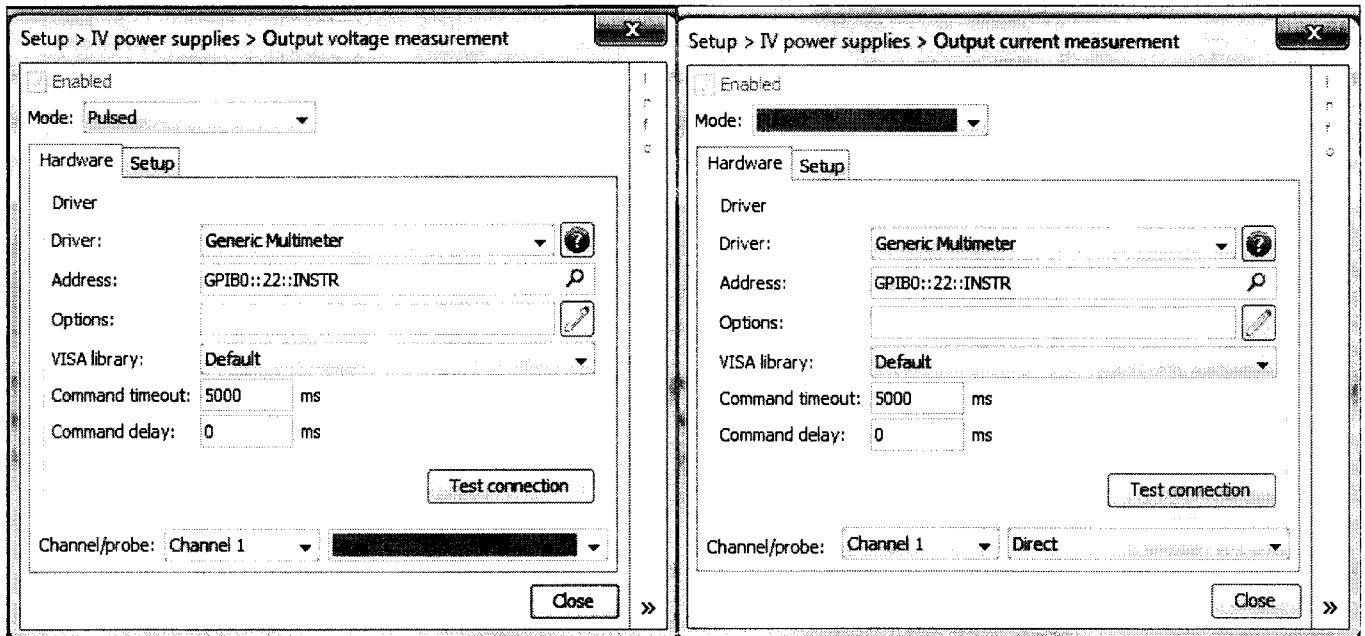 Setup > IV power supplies > Output voltage measurement
x
Enabled
Mode: Pulsed
Hardware Setup
Driver
Driver: Generic Multimeter ?
Address: GPIB0::22::INSTR
Options:
VISA library: Default
Command timeout: 5000 ms
Command delay: 0 ms
Test connection
Channel/probe: Channel 1
Close »
Info
Setup > IV power supplies > Output current measurement
x
Enabled
Mode:
Hardware Setup
Driver
Driver: Generic Multimeter ?
Address: GPIB0::22::INSTR
Options:
VISA library: Default
Command timeout: 5000 ms
Command delay: 0 ms
Test connection
Channel/probe: Channel 1 Direct
Close »
Info